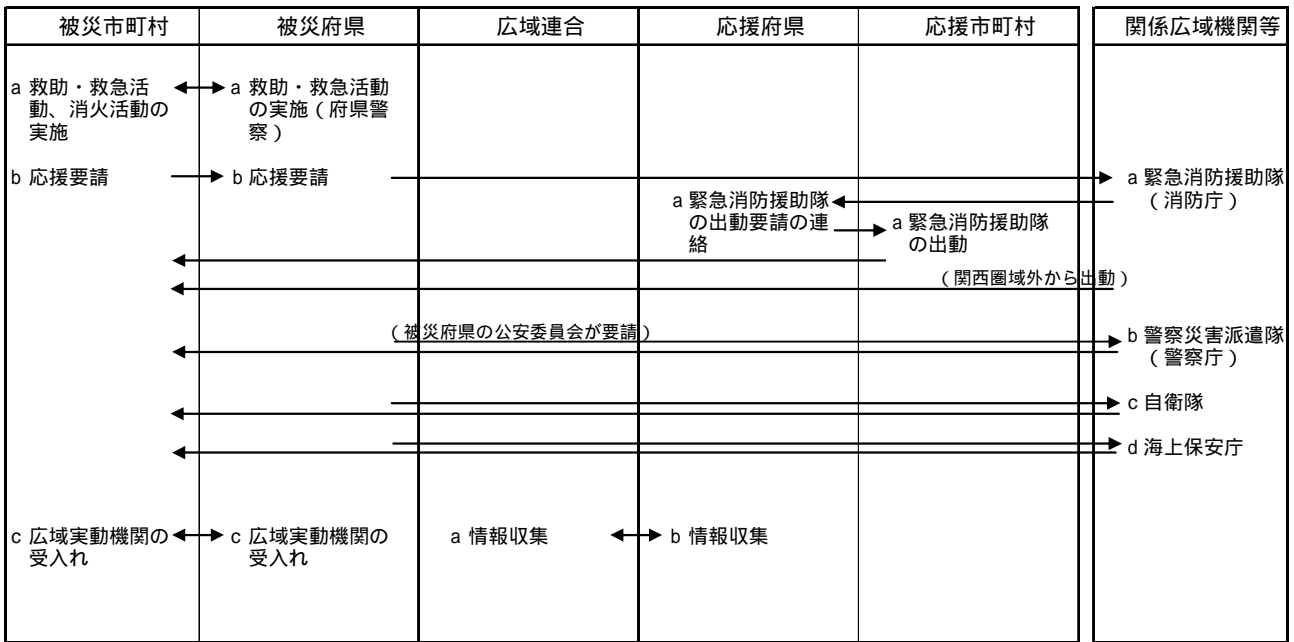 被災市町村
被災府県
広域連合
応援府県
応援市町村
関係広域機関等
a 救助・救急活
動、消火活動の
実施
a 救助・救急活動
の実施(府県警
察)
b 応援要請
b 応援要請
a 緊急消防援助隊
(消防庁)
a 緊急消防援助隊
の出動要請の連
絡
a 緊急消防援助隊
の出動
(関西圏域外から出動)
(被災府県の公安委員会が要請)
b 警察災害派遣隊
(警察庁)
c 自衛隊
d 海上保安庁
c 広域実動機関の
受入れ
c 広域実動機関の
受入れ
a 情報収集
b 情報収集